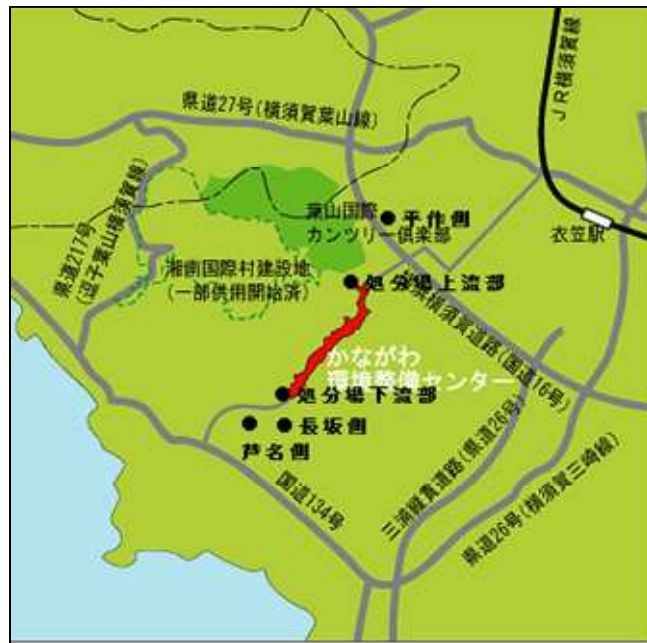 県道27号(横須賀葉山線)
JR横須賀線
県道217号
(逗子葉山横須賀線)
葉山国際
カンツリー倶楽部
平作側
衣笠駅
湘南国際村建設地
(一部供用開始済)
処分場上流部
横須賀道路(国道16号)
かながわ
環境整備センター
処分場下流部
長坂側
芦名側
国道134号
三浦縦貫道路(県道26号)
県道26号(横須賀三崎線)